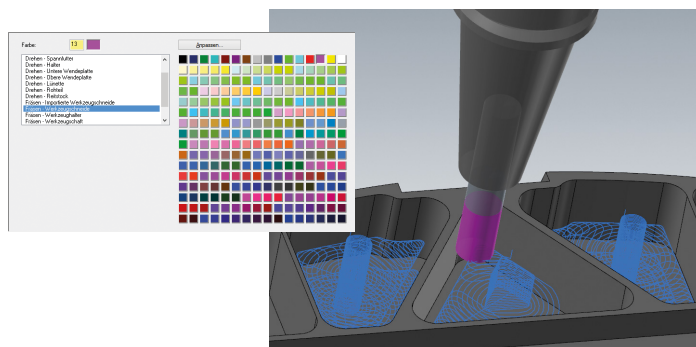 Farbe:
13
Anpassen...
Drehen - Spannfutter
Drehen - Halter
Drehen - Untere Wendeplatte
Drehen - Obere Wendeplatte
Drehen - Lünette
Drehen - Rohteil
Drehen - Reitstock
Fräsen - Importierte Werkzeugschneide
Fräsen - Werkzeugschneide
Fräsen - Werkzeughalter
Fräsen - Werkzeugschaft